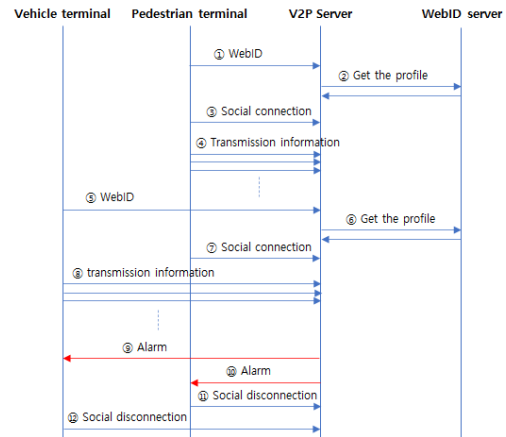 Vehicle terminal Pedestrian terminal V2P Server WebID server
① WebID
② Get the profile
③ Social connection
④ Transmission information
⑤ WebID
⑥ Get the profile
⑦ Social connection
⑧ transmission information
⑨ Alarm
⑩ Alarm
⑪ Social disconnection
⑫ Social disconnection